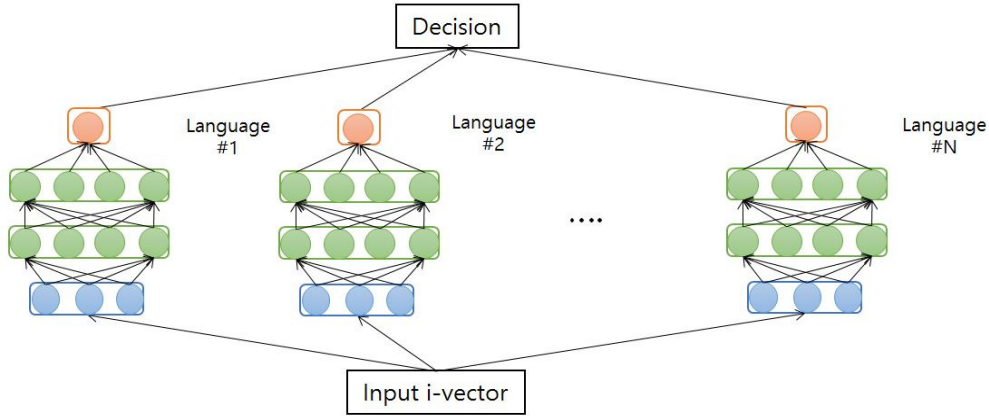 Decision
Language
#1
Language
#2
Language
#N
....
Input i-vector